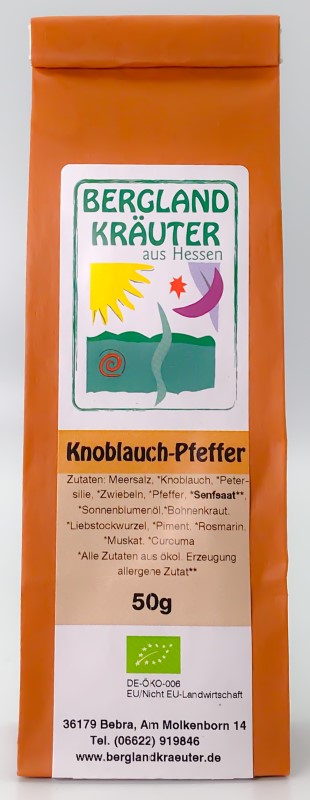 BERGLAND
KRÄUTER
aus Hessen
Knoblauch-Pfeffer
Zutaten: Meersalz, *Knoblauch, *Peter-
silie, *Zwiebeln, *Pfeffer, *Senfsaat**,
*Sonnenblumenöl,*Bohnenkraut.
*Liebstockwurzel, *Piment, *Rosmarin,
*Muskat. *Curcuma
*Alle Zutaten aus ökol. Erzeugung
allergene Zutat**
50g
DE-ÖKO-006
EU/Nicht EU-Landwirtschaft
36179 Bebra, Am Molkenborn 14
Tel. (06622) 919846
www.berglandkraeuter.de